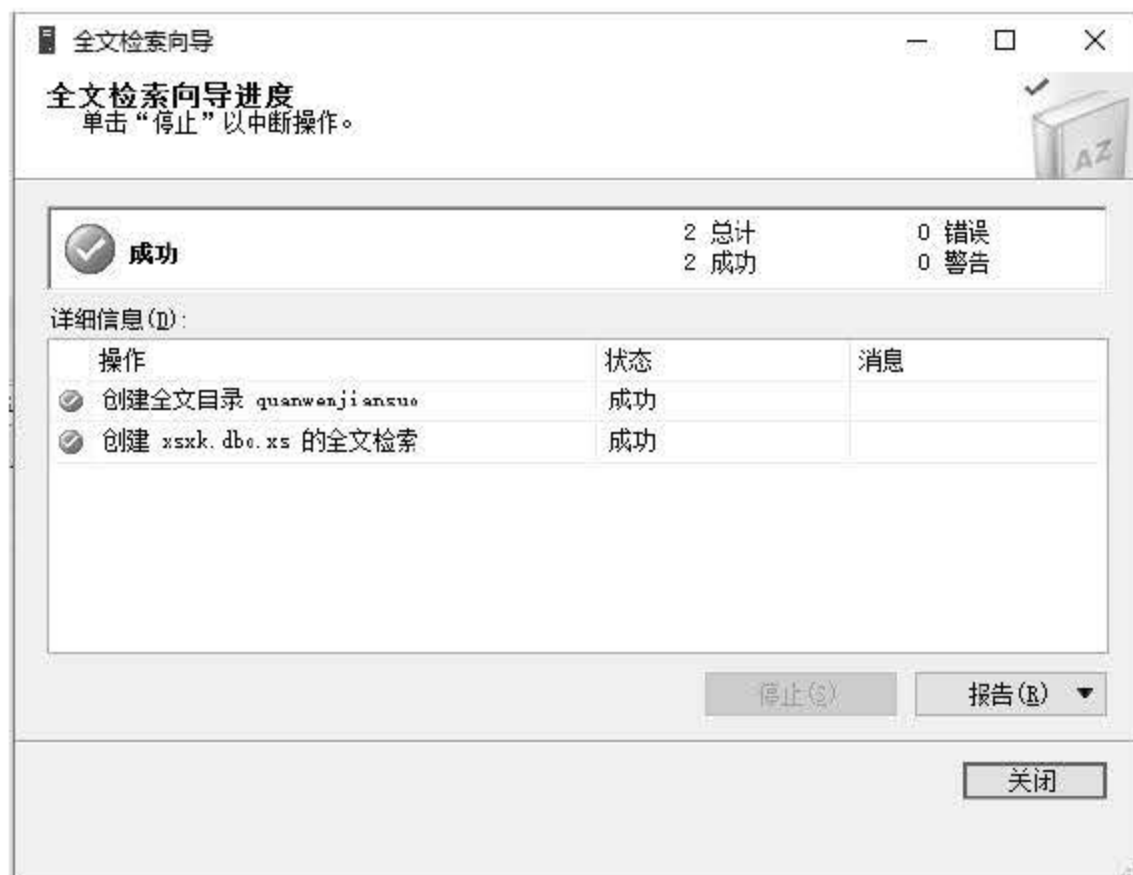 全文检索向导
全文检索向导进度
单击“停止”以中断操作。
AZ
成功
2 总计 0 错误
2 成功 0 警告
详细信息(D):
操作 状态 消息
创建全文目录 quanwenjiansuo 成功
创建 xsxk.dbo.xs 的全文检索 成功
停止(S) 报告(R)
关闭